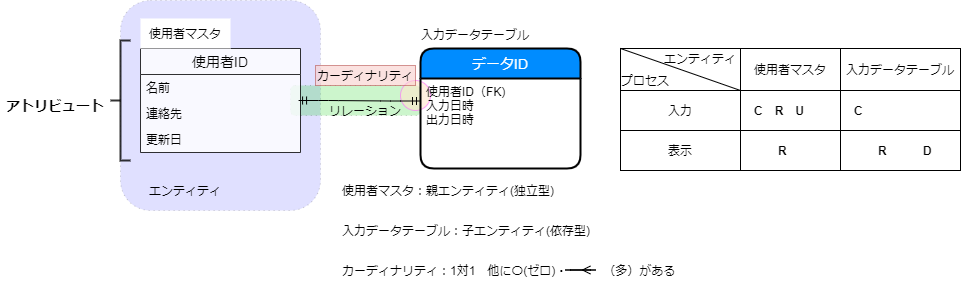 使用者マスタ
使用者ID
名前
連絡先
更新日
アトリビュート
エンティティ
カーディナリティ
リレーション
入力データテーブル
データID
使用者ID（FK)
入力日時
出力日時
使用者マスタ：親エンティティ(独立型)
入力データテーブル：子エンティティ(依存型)
カーディナリティ：1対1　他に〇(ゼロ)・ （多）がある
エンティティ
プロセス
使用者マスタ 入力データテーブル
入力 C R U C
表示 R R D